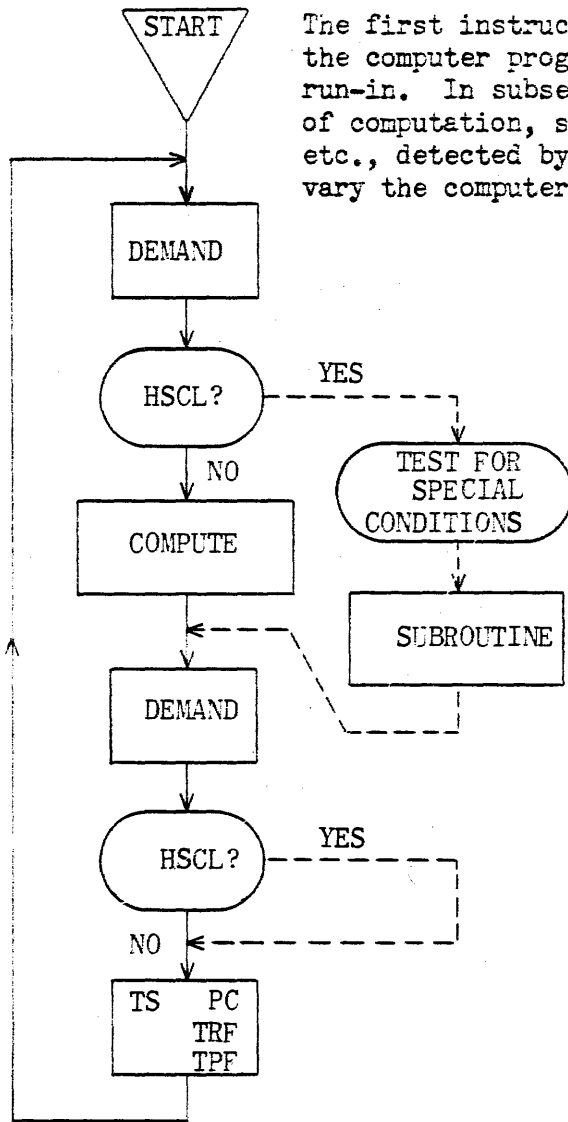 START
The first instruc
the computer prog
run-in. In subse
of computation, s
etc., detected by
vary the computer
DEMAND
HSCL?
YES
NO
TEST FOR
SPECIAL
CONDITIONS
COMPUTE
SUBROUTINE
DEMAND
HSCL?
YES
NO
TS PC
TRF
TPF